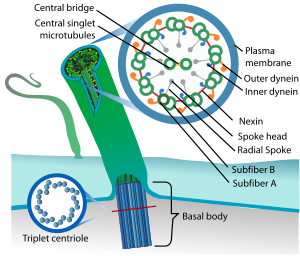 Central bridge
Central singlet
microtubules
Plasma
membrane
Outer dynein
Inner dynein
Nexin
Spoke head
Radial Spoke
Subfiber B
Subfiber A
Basal body
Triplet centriole